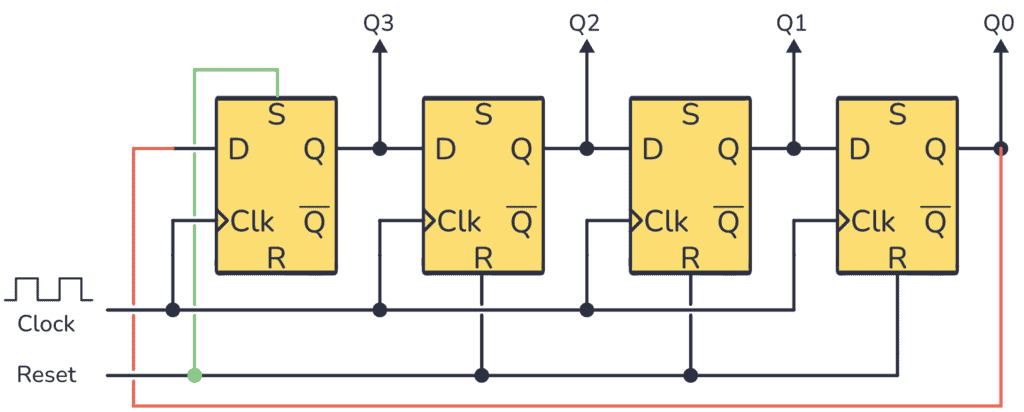 Q3 Q2 Q1 Q0
S S S S
D Q D Q D Q D Q
Clk Q̅ Clk Q̅ Clk Q̅ Clk Q̅
R R R R
Clock
Reset